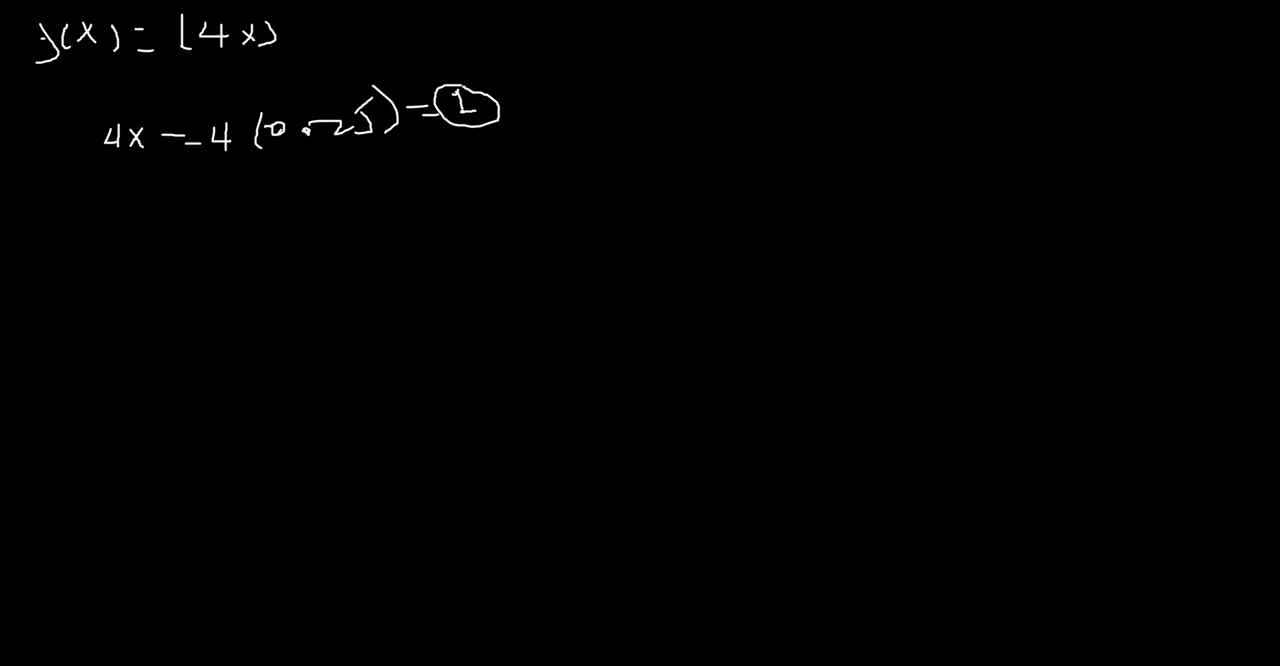 y(x) = [4x]
4x = 4(0.25) = 1